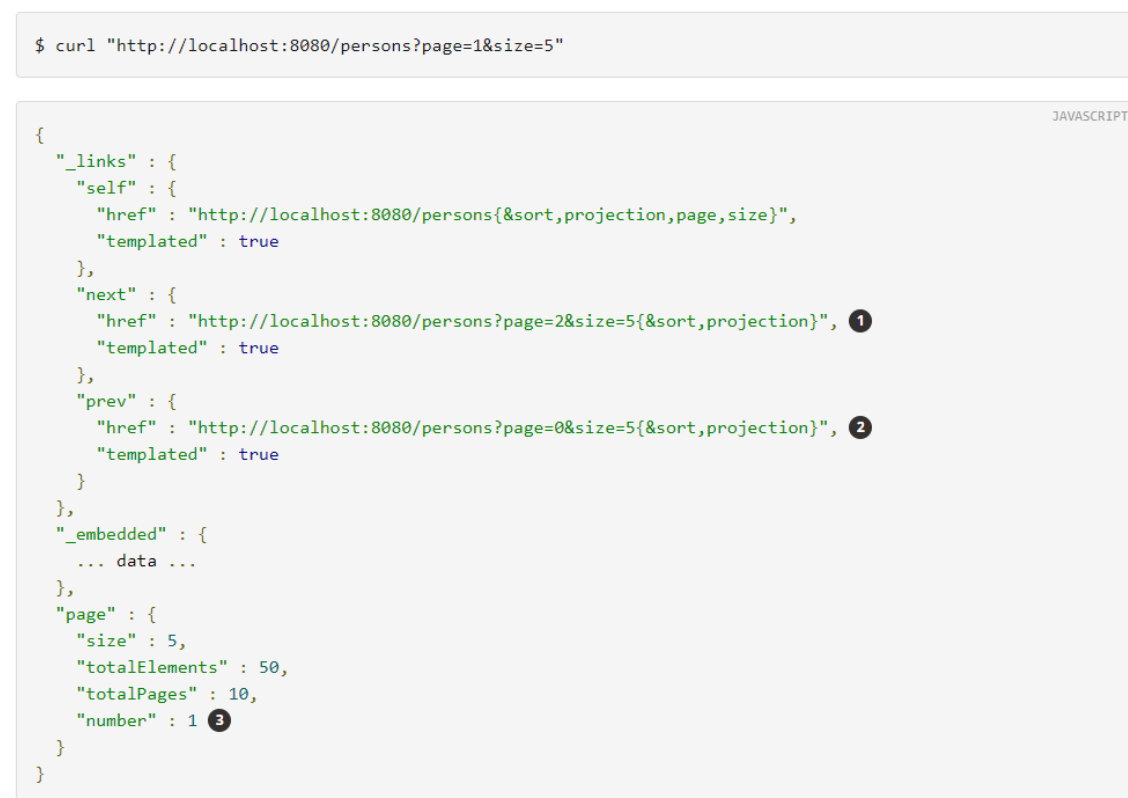 $ curl "http://localhost:8080/persons?page=1&size=5"
JAVASCRIPT
{
  "_links" : {
    "self" : {
      "href" : "http://localhost:8080/persons{&sort,projection,page,size}",
      "templated" : true
    },
    "next" : {
      "href" : "http://localhost:8080/persons?page=2&size=5{&sort,projection}", 1
      "templated" : true
    },
    "prev" : {
      "href" : "http://localhost:8080/persons?page=0&size=5{&sort,projection}", 2
      "templated" : true
    }
  },
  "_embedded" : {
    ... data ...
  },
  "page" : {
    "size" : 5,
    "totalElements" : 50,
    "totalPages" : 10,
    "number" : 1 3
  }
}